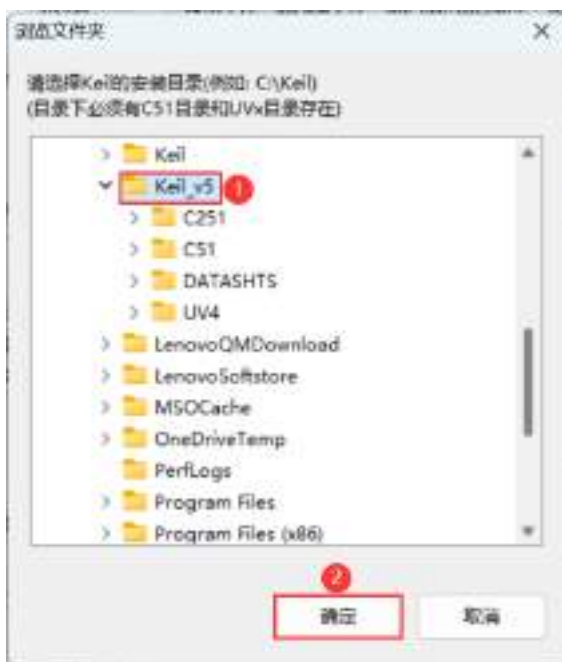 浏览文件夹
请选择Keil的安装目录(例如: C:\Keil)
(目录下必须有C51目录和UVx目录存在)
Keil
Keil_v5 1
C251
C51
DATASHTS
UV4
LenovoQMDownload
LenovoSoftstore
MSOCache
OneDriveTemp
PerfLogs
Program Files
Program Files (x86)
2
确定 取消